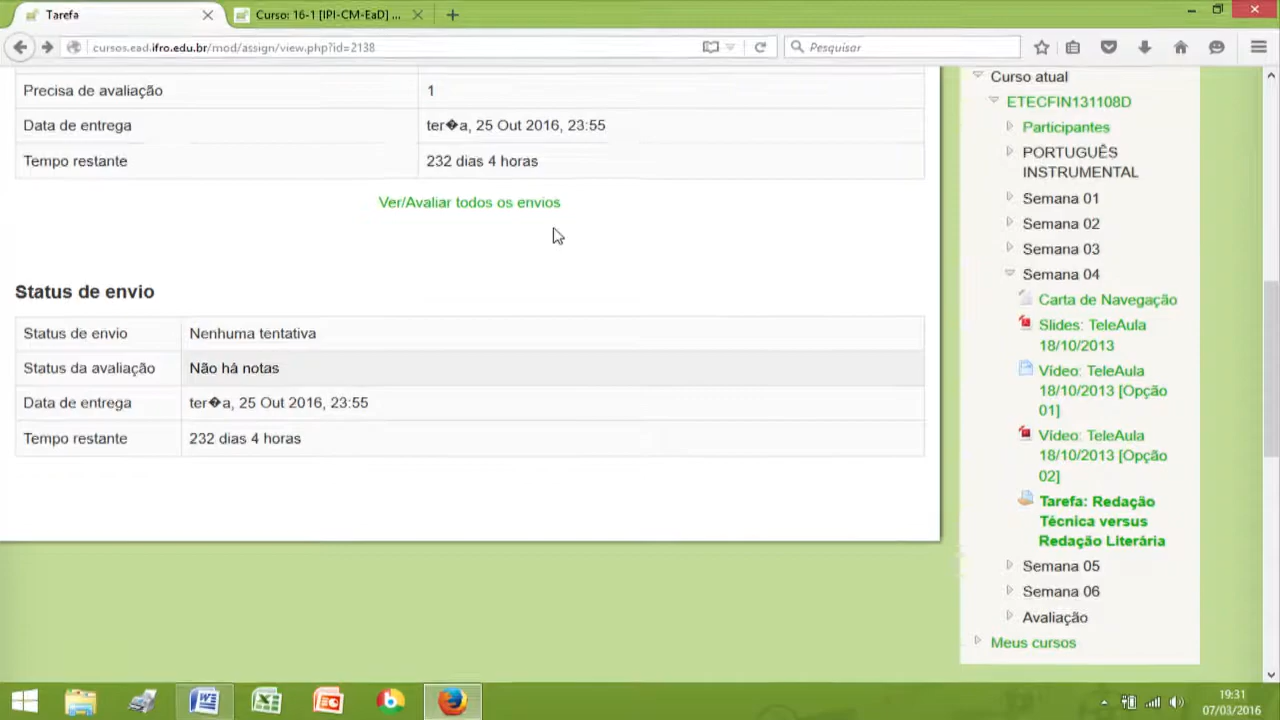 Tarefa
Curso: 16-1 [IPI-CM-EaD] ...
cursos.ead.ifro.edu.br/mod/assign/view.php?id=2138
Pesquisar
Precisa de avaliação 1
Data de entrega ter�a, 25 Out 2016, 23:55
Tempo restante 232 dias 4 horas
Ver/Avaliar todos os envios
Status de envio
Status de envio Nenhuma tentativa
Status da avaliação Não há notas
Data de entrega ter�a, 25 Out 2016, 23:55
Tempo restante 232 dias 4 horas
Curso atual
ETECFIN131108D
Participantes
PORTUGUÊS
INSTRUMENTAL
Semana 01
Semana 02
Semana 03
Semana 04
Carta de Navegação
Slides: TeleAula
18/10/2013
Vídeo: TeleAula
18/10/2013 [Opção
01]
Vídeo: TeleAula
18/10/2013 [Opção
02]
Tarefa: Redação
Técnica versus
Redação Literária
Semana 05
Semana 06
Avaliação
Meus cursos
19:31
07/03/2016